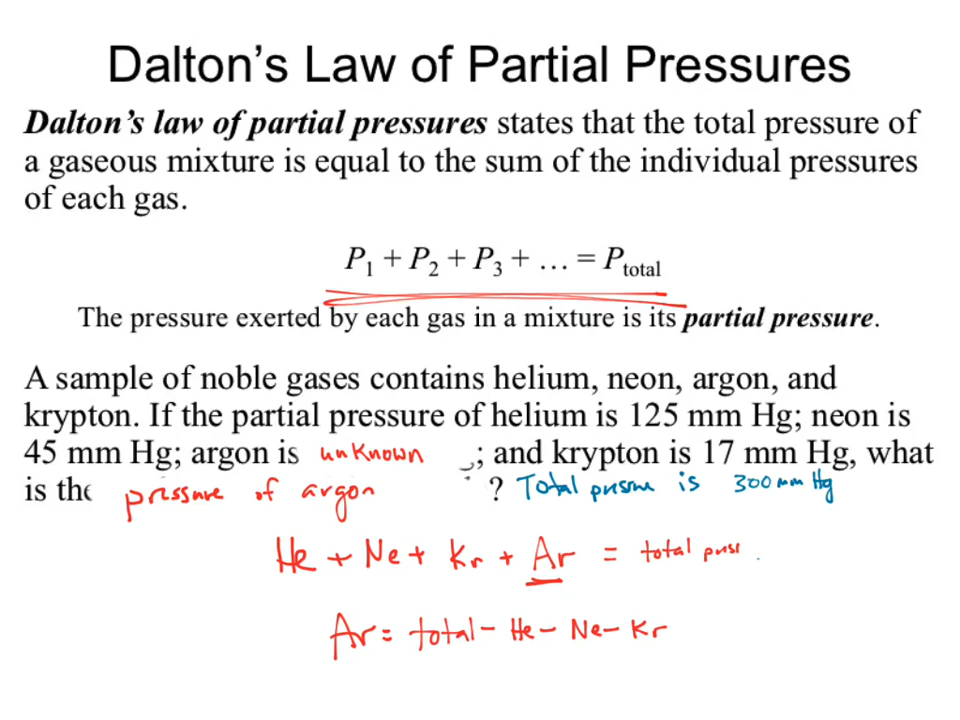 Dalton's Law of Partial Pressures
Dalton's law of partial pressures states that the total pressure of
a gaseous mixture is equal to the sum of the individual pressures
of each gas.
P1 + P2 + P3 + … = Ptotal
The pressure exerted by each gas in a mixture is its partial pressure.
A sample of noble gases contains helium, neon, argon, and
krypton. If the partial pressure of helium is 125 mm Hg; neon is
45 mm Hg; argon is unknown ; and krypton is 17 mm Hg, what
is the pressure of argon ? Total pressure is 300 mm Hg
He + Ne + Kr + Ar = total
Ar = total - He - Ne - Kr